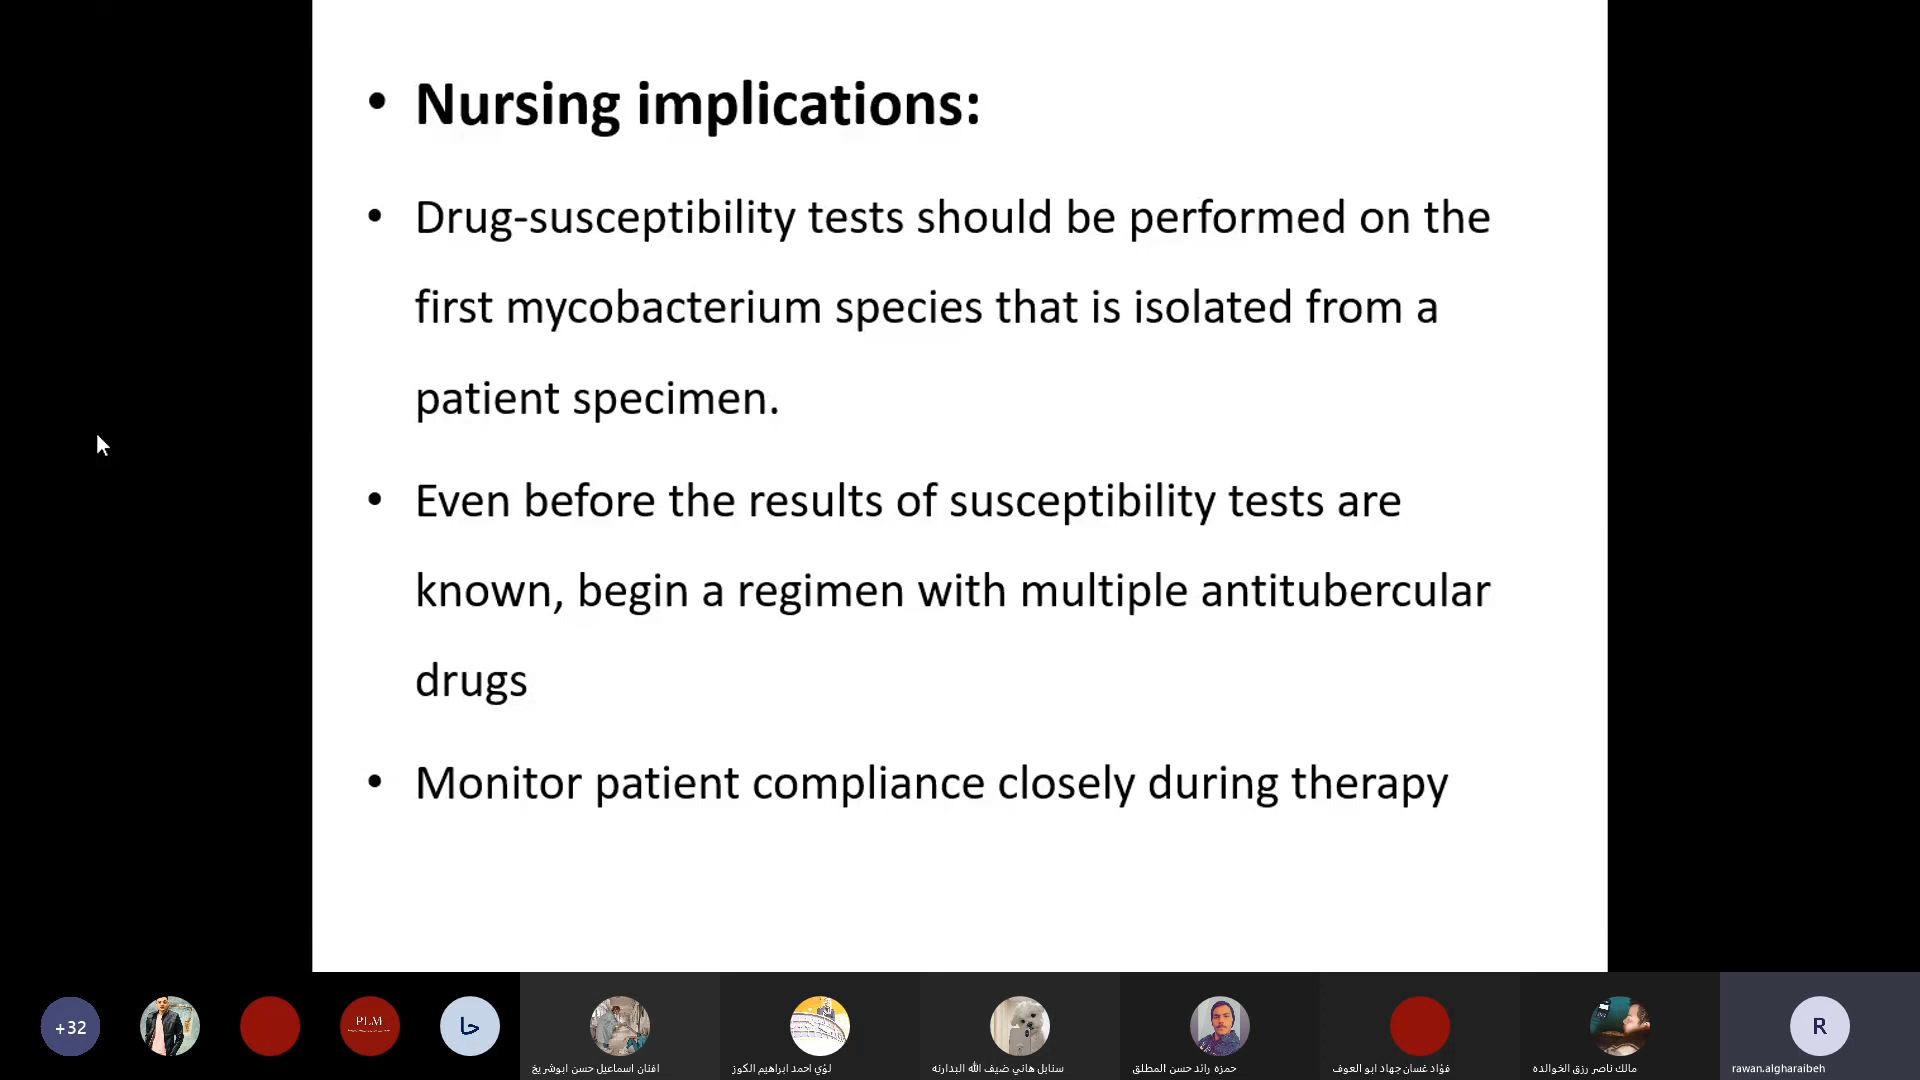 • Nursing implications:
• Drug-susceptibility tests should be performed on the
first mycobacterium species that is isolated from a
patient specimen.
• Even before the results of susceptibility tests are
known, begin a regimen with multiple antitubercular
drugs
• Monitor patient compliance closely during therapy
+32
PLM
حا
R
افنان اسماعيل حسن ابوشريخ
لؤي احمد ابراهيم الكوز
سنابل هاني ضيف الله البدارنه
حمزه رائد حسن المطلق
فؤاد غسان جهاد ابو العوف
مالك ناصر رزق الخوالده
rawan.algharaibeh